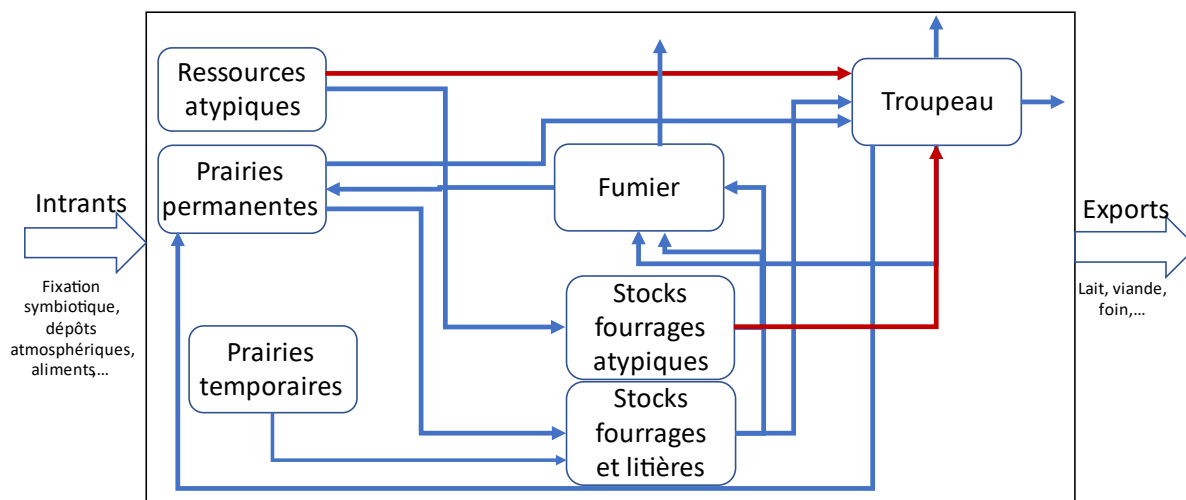 Ressources
atypiques
Troupeau
Prairies
permanentes
Fumier
Intrants
Fixation
symbiotique,
dépôts
atmosphériques,
aliments,…
Exports
Lait, viande,
foin,…
Stocks
fourrages
atypiques
Prairies
temporaires
Stocks
fourrages
et litières